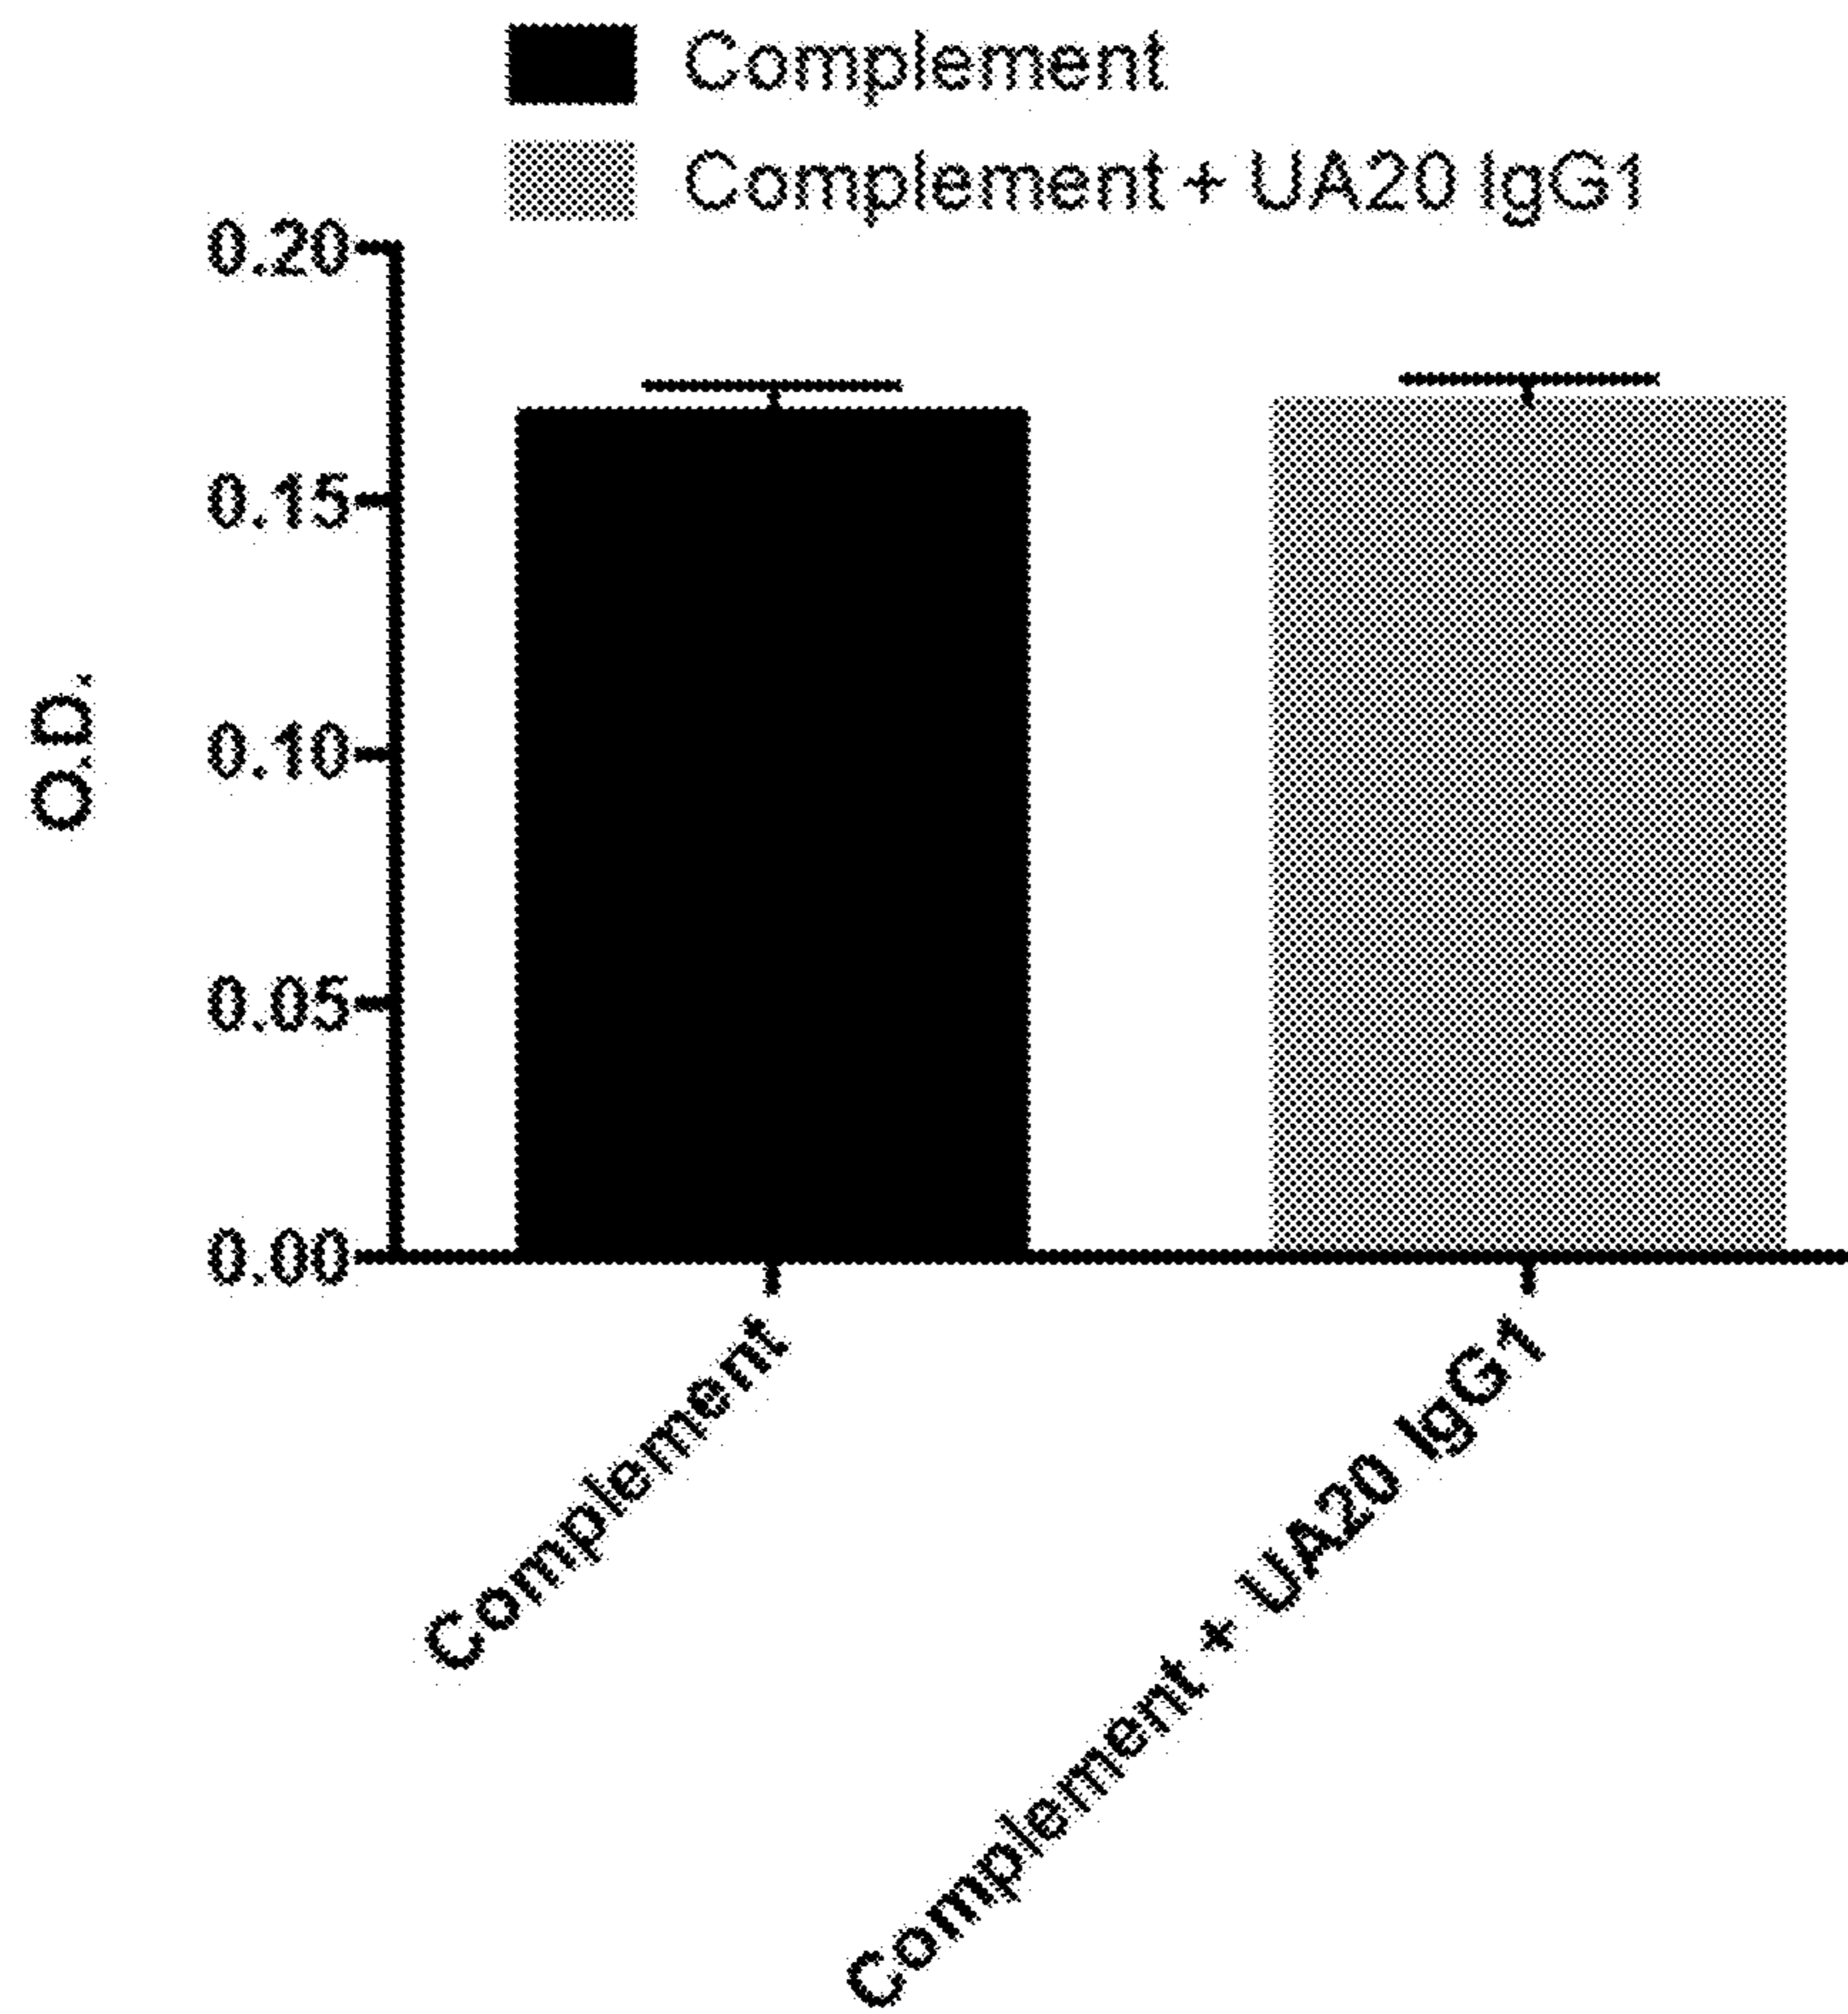 Complement
Complement + UA20 IgG1
0.20
0.15
0.10
0.05
0.00
O.D.
Complement
Complement + UA20 IgG1